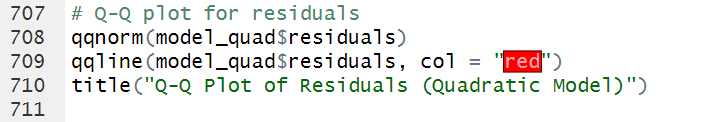 707 # Q-Q plot for residuals
708 qqnorm(model_quad$residuals)
709 qqline(model_quad$residuals, col = "red")
710 title("Q-Q Plot of Residuals (Quadratic Model)")
711